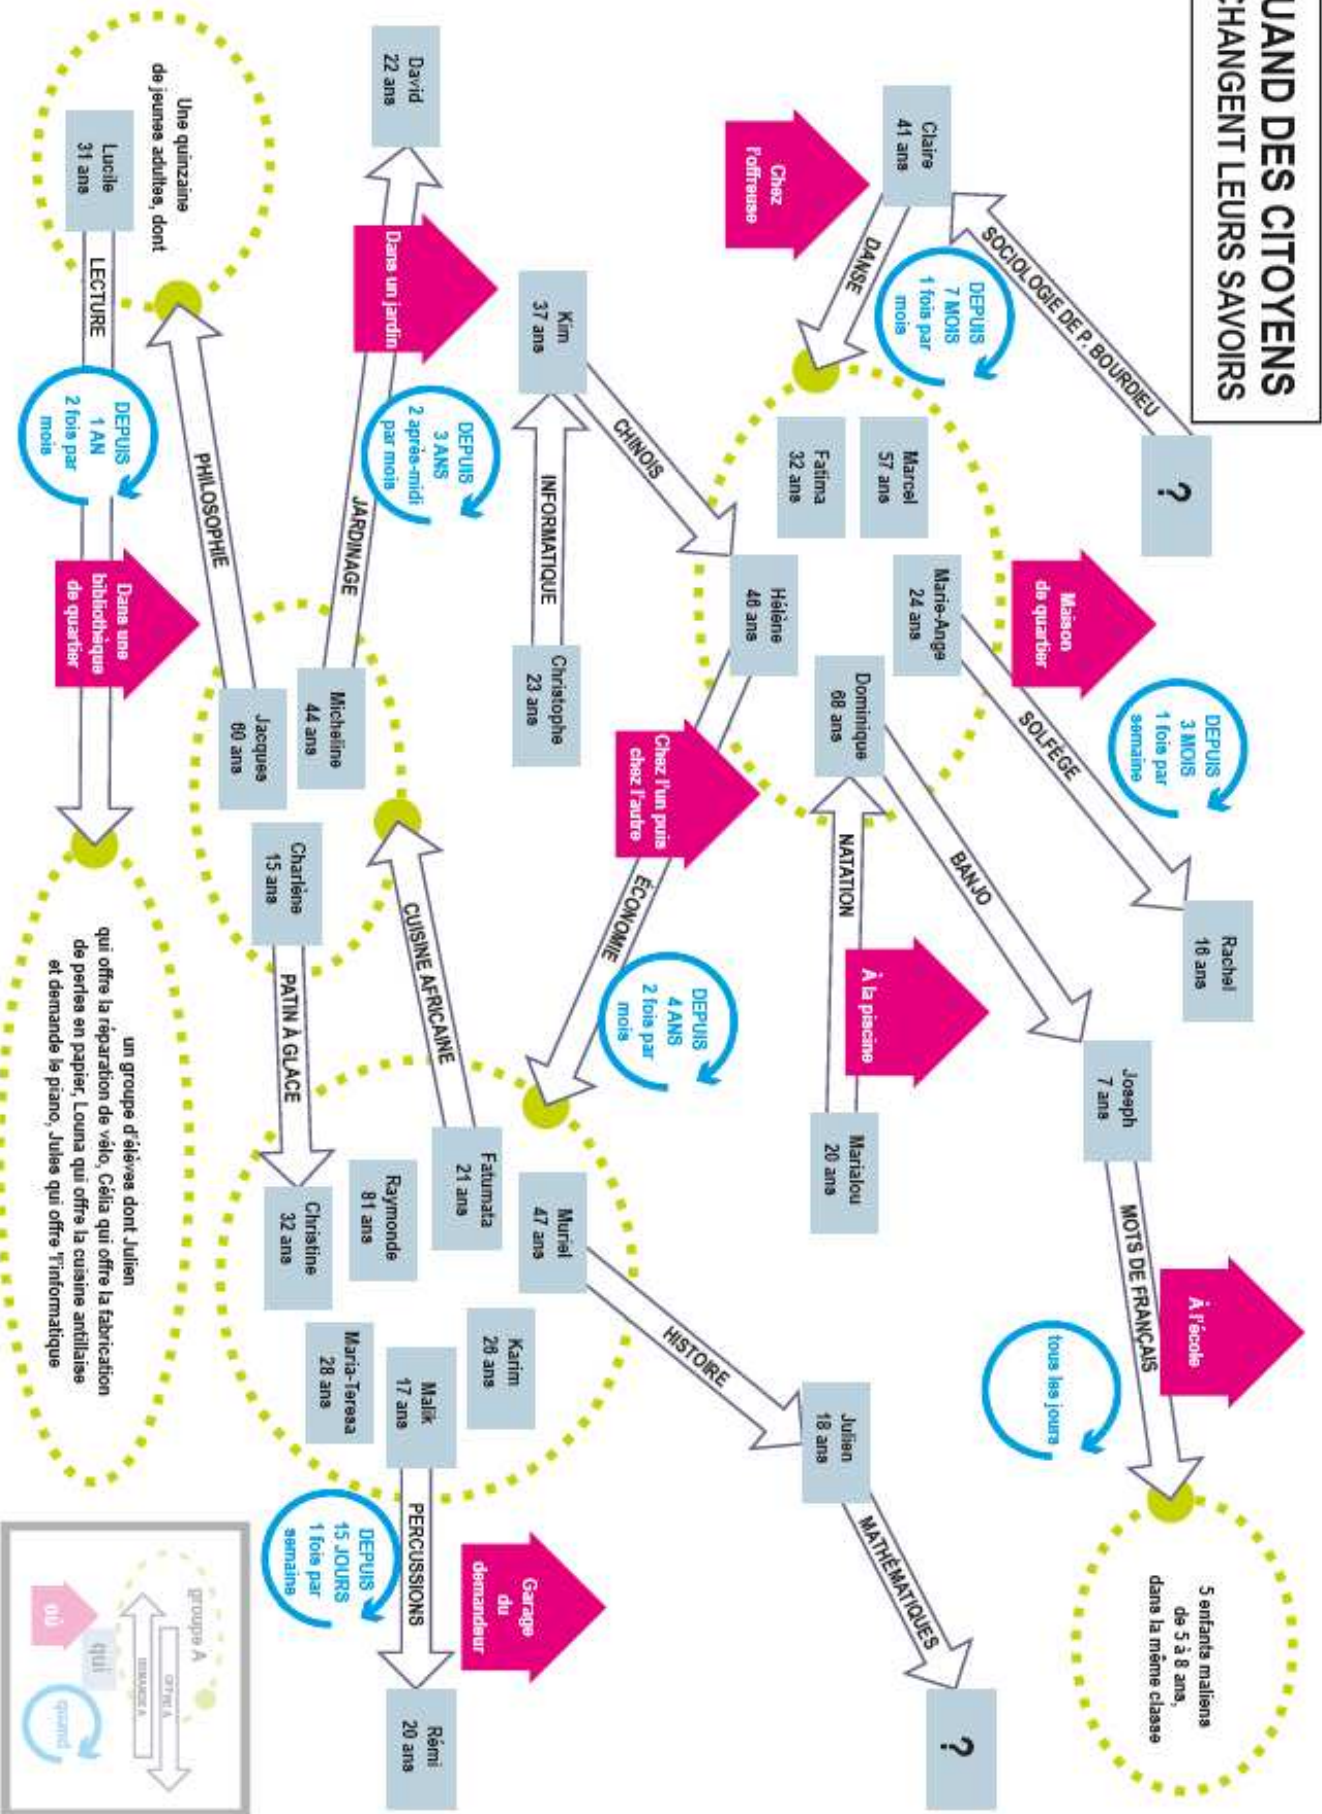 UAND DES CITOYENS
CHANGENT LEURS SAVOIRS
?
SOCIOLOGIE DE P. BOURDIEU
Claire
41 ans
DANSE
Chez
l'offreuse
DEPUIS
7 MOIS
1 fois par
mois
Marcel
57 ans
Fatima
32 ans
Marie-Ange
24 ans
Hélène
46 ans
Dominique
68 ans
Maison
de quartier
SOLFÈGE
DEPUIS
3 MOIS
1 fois par
semaine
Rachel
16 ans
BANJO
Joseph
7 ans
MOTS DE FRANÇAIS
À l'école
tous les jours
5 enfants maliens
de 5 à 8 ans,
dans la même classe
NATATION
À la piscine
Marialou
20 ans
Kim
37 ans
CHINOIS
INFORMATIQUE
Christophe
23 ans
Chez l'un puis
chez l'autre
ÉCONOMIE
DEPUIS
4 ANS
2 fois par
mois
David
22 ans
Dans un jardin
JARDINAGE
DEPUIS
3 ANS
2 après-midi
par mois
Micheline
44 ans
Jacques
60 ans
Charlène
15 ans
CUISINE AFRICAINE
PATIN À GLACE
Muriel
47 ans
Fatumata
21 ans
Raymonde
81 ans
Christine
32 ans
Karim
26 ans
Malik
17 ans
Maria-Teresa
28 ans
HISTOIRE
Julien
18 ans
MATHÉMATIQUES
?
PERCUSSIONS
Garage
du
demandeur
DEPUIS
15 JOURS
1 fois par
semaine
Rémi
20 ans
Une quinzaine
de jeunes adultes, dont
Lucile
31 ans
PHILOSOPHIE
LECTURE
DEPUIS
1 AN
2 fois par
mois
Dans une
bibliothèque
de quartier
un groupe d'élèves dont Julien
qui offre la réparation de vélo, Célia qui offre la fabrication
de perles en papier, Louna qui offre la cuisine antillaise
et demande le piano, Jules qui offre l'informatique
groupe A
OFFRE A
DEMANDE A
qui
où
quand